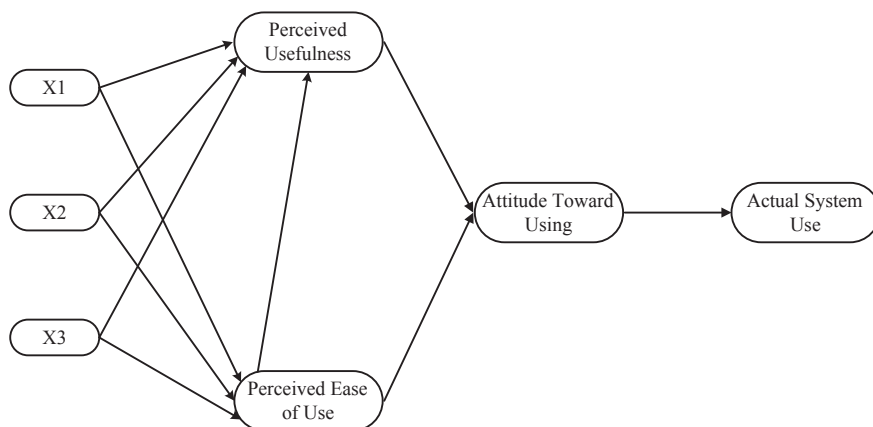 Perceived
Usefulness
X1
X2
Attitude Toward
Using
Actual System
Use
X3
Perceived Ease
of Use